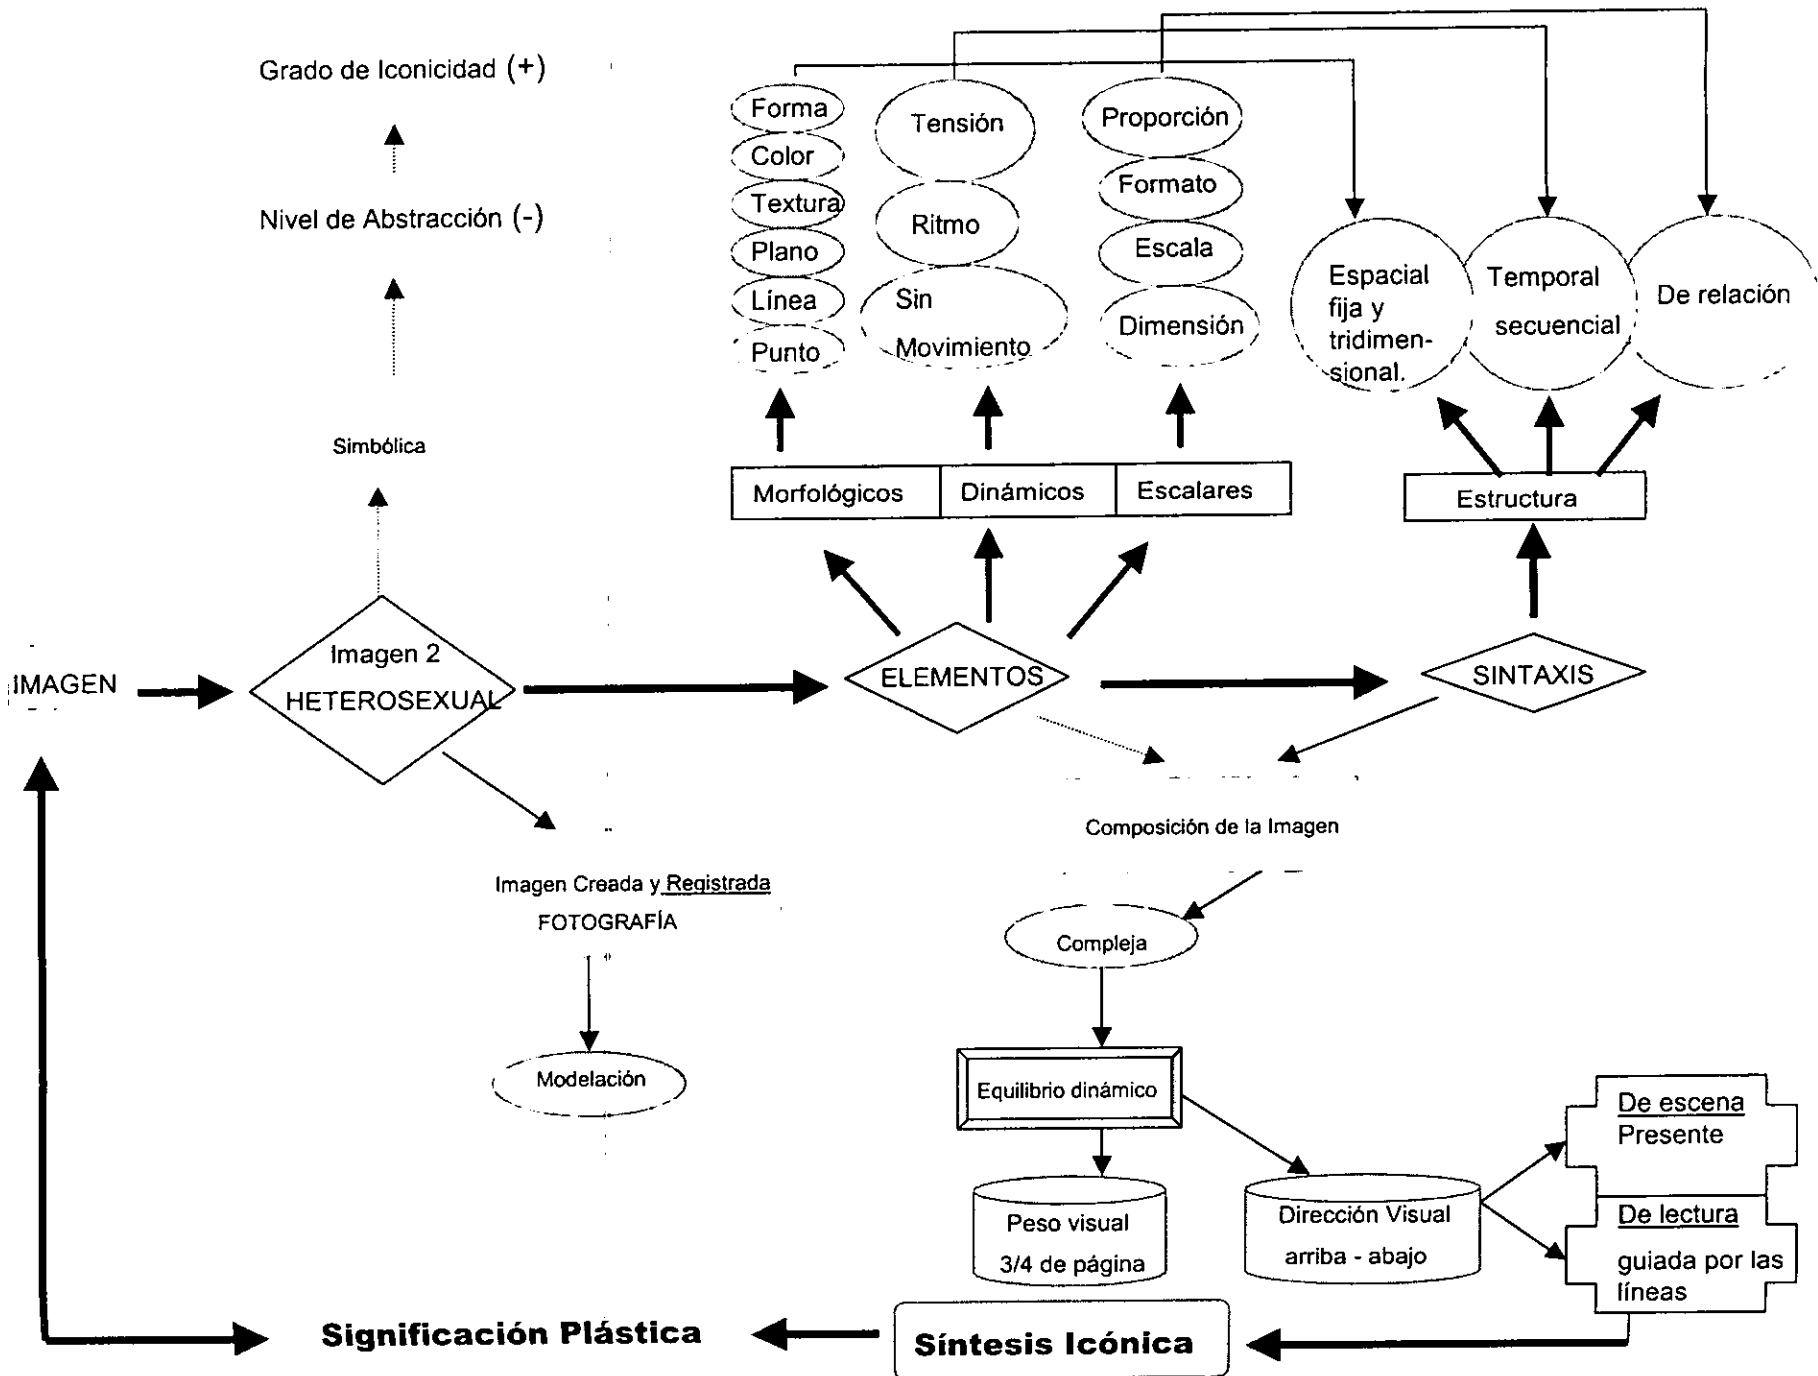 Grado de Iconicidad (+)
Nivel de Abstracción (-)
Simbólica
Forma
Color
Textura
Plano
Línea
Punto
Tensión
Ritmo
Sin
Movimiento
Proporción
Formato
Escala
Dimensión
Espacial
fija y
tridimen-
sional.
Temporal
secuencial
De relación
Morfológicos
Dinámicos
Escalares
Estructura
IMAGEN
Imagen 2
HETEROSEXUAL
ELEMENTOS
SINTAXIS
Imagen Creada y Registrada
FOTOGRAFÍA
Modelación
Composición de la Imagen
Compleja
Equilibrio dinámico
Peso visual
3/4 de página
Dirección Visual
arriba - abajo
De escena
Presente
De lectura
guiada por las
líneas
Significación Plástica
Síntesis Icónica